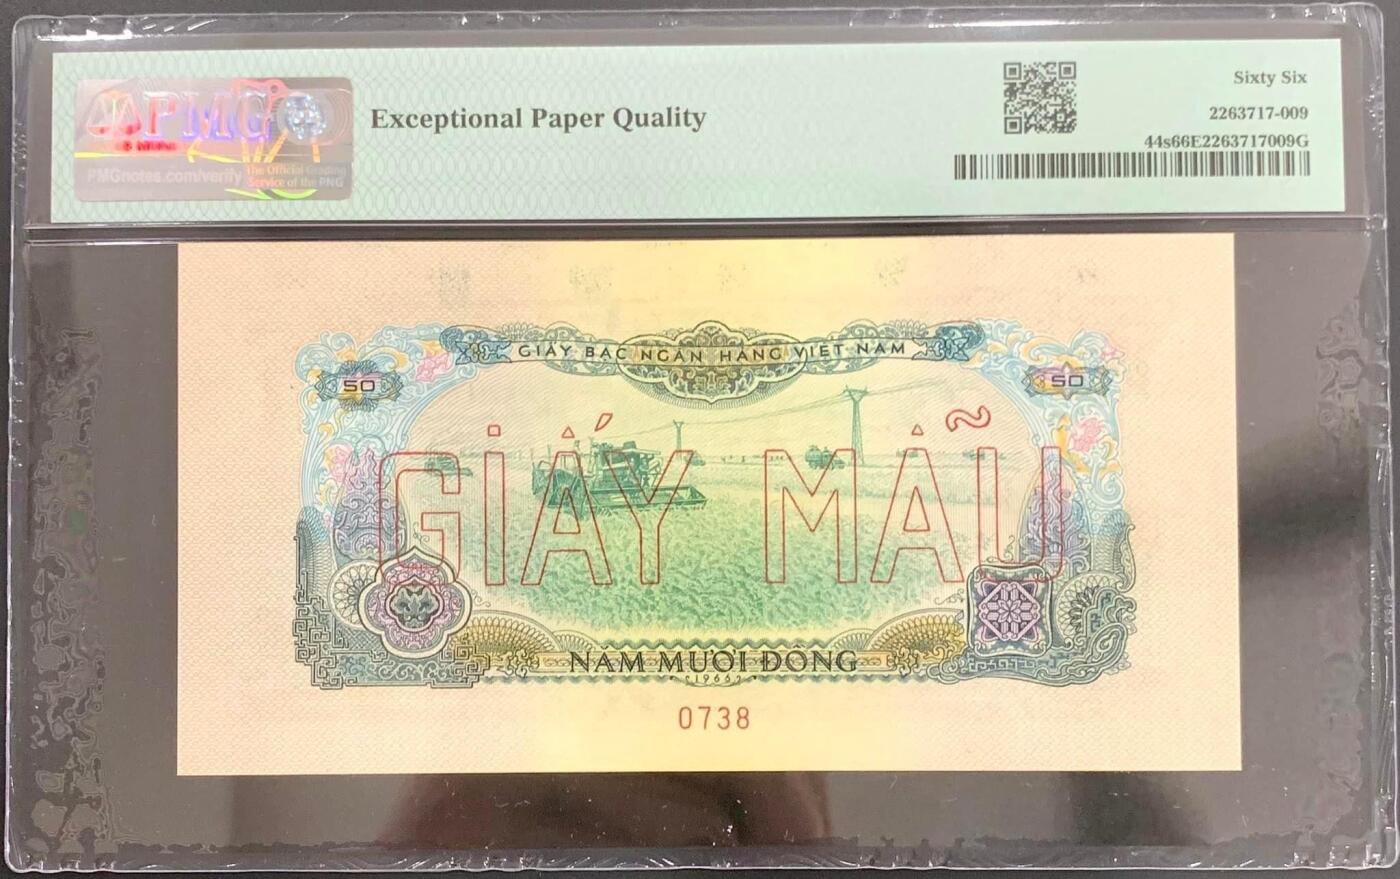 PMG
PMGnotes.com/verify
The Official Grading
Service of the PNG
Exceptional Paper Quality
Sixty Six
2263717-009
44s66E2263717009G
GIẤY BẠC NGÂN HÀNG VIỆT NAM
50
50
GIẤY MẪU
NĂM MƯƠI ĐỒNG
1966
0738